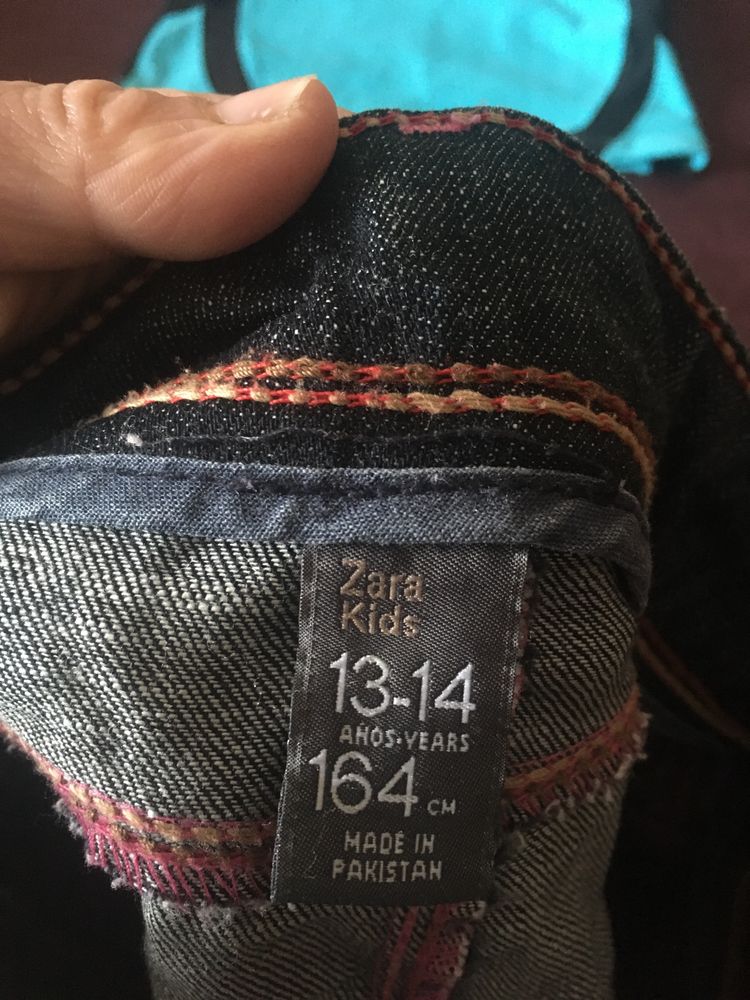 Zara
Kids
13-14
AÑOS-YEARS
164 CM
MADE IN
PAKISTAN